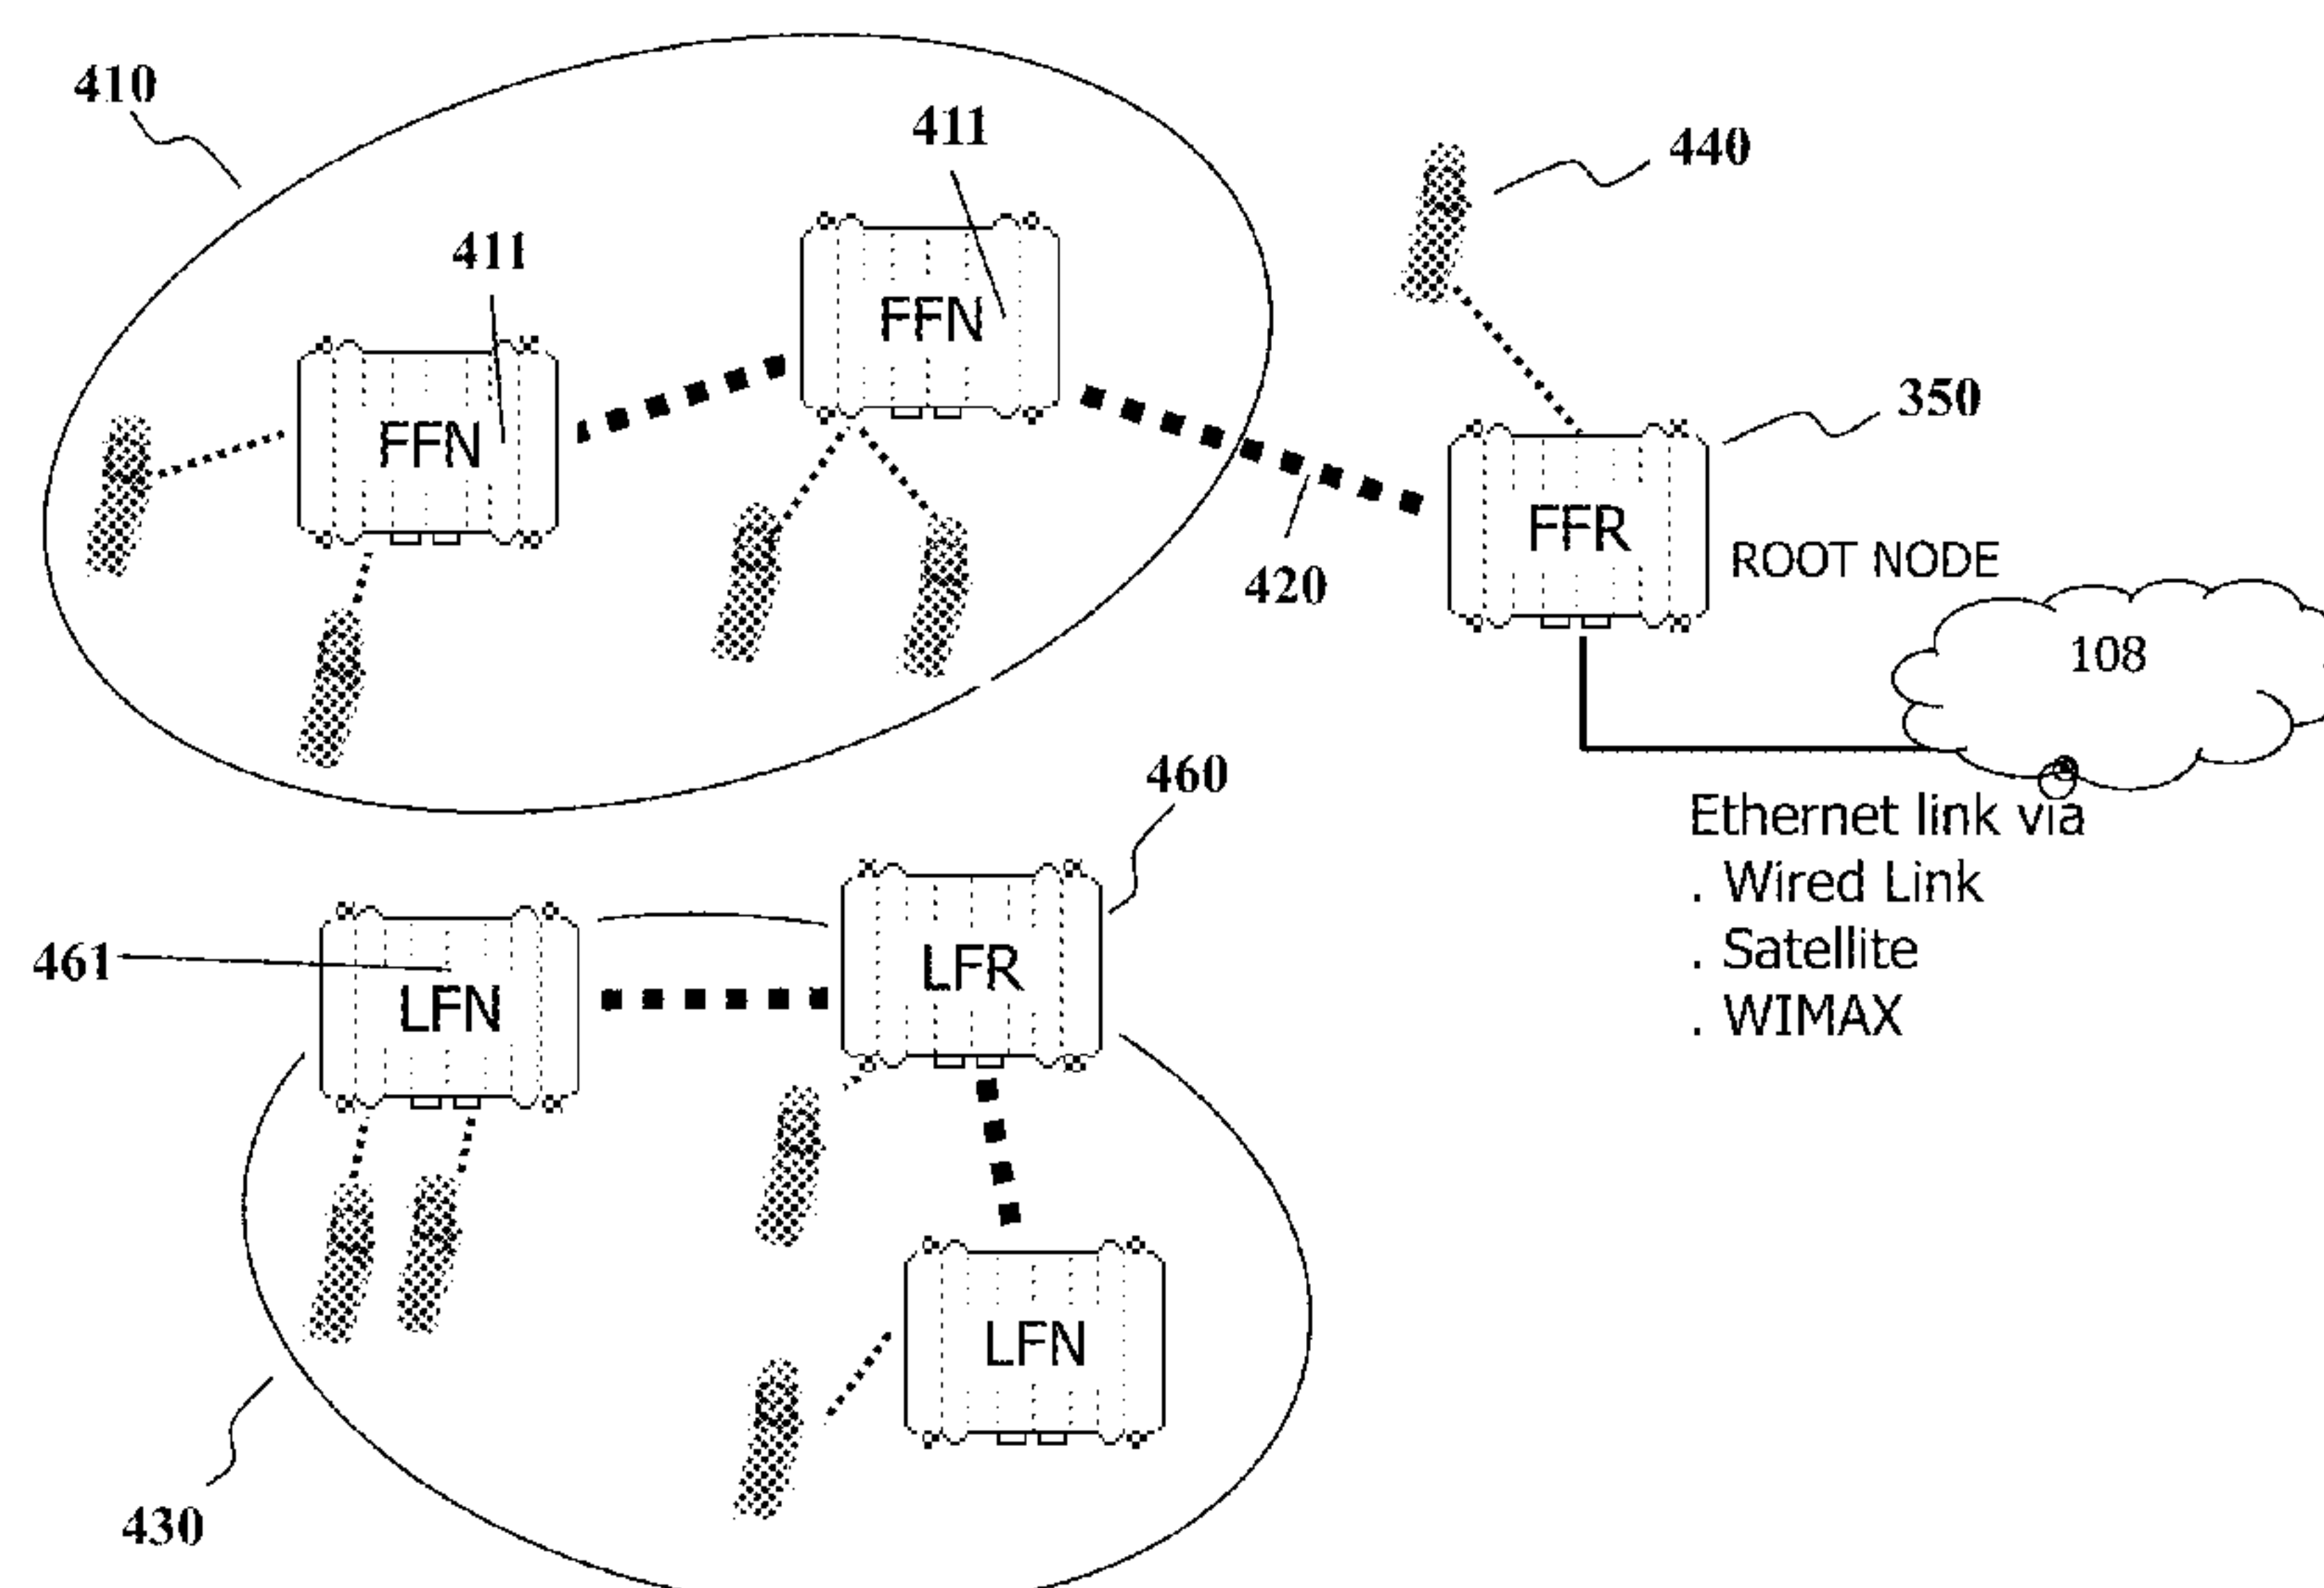 410
411
440
411
FFN
350
FFN
FFR
ROOT NODE
420
108
460
Ethernet link via
. Wired Link
. Satellite
. WIMAX
461
LFR
LFN
LFN
430